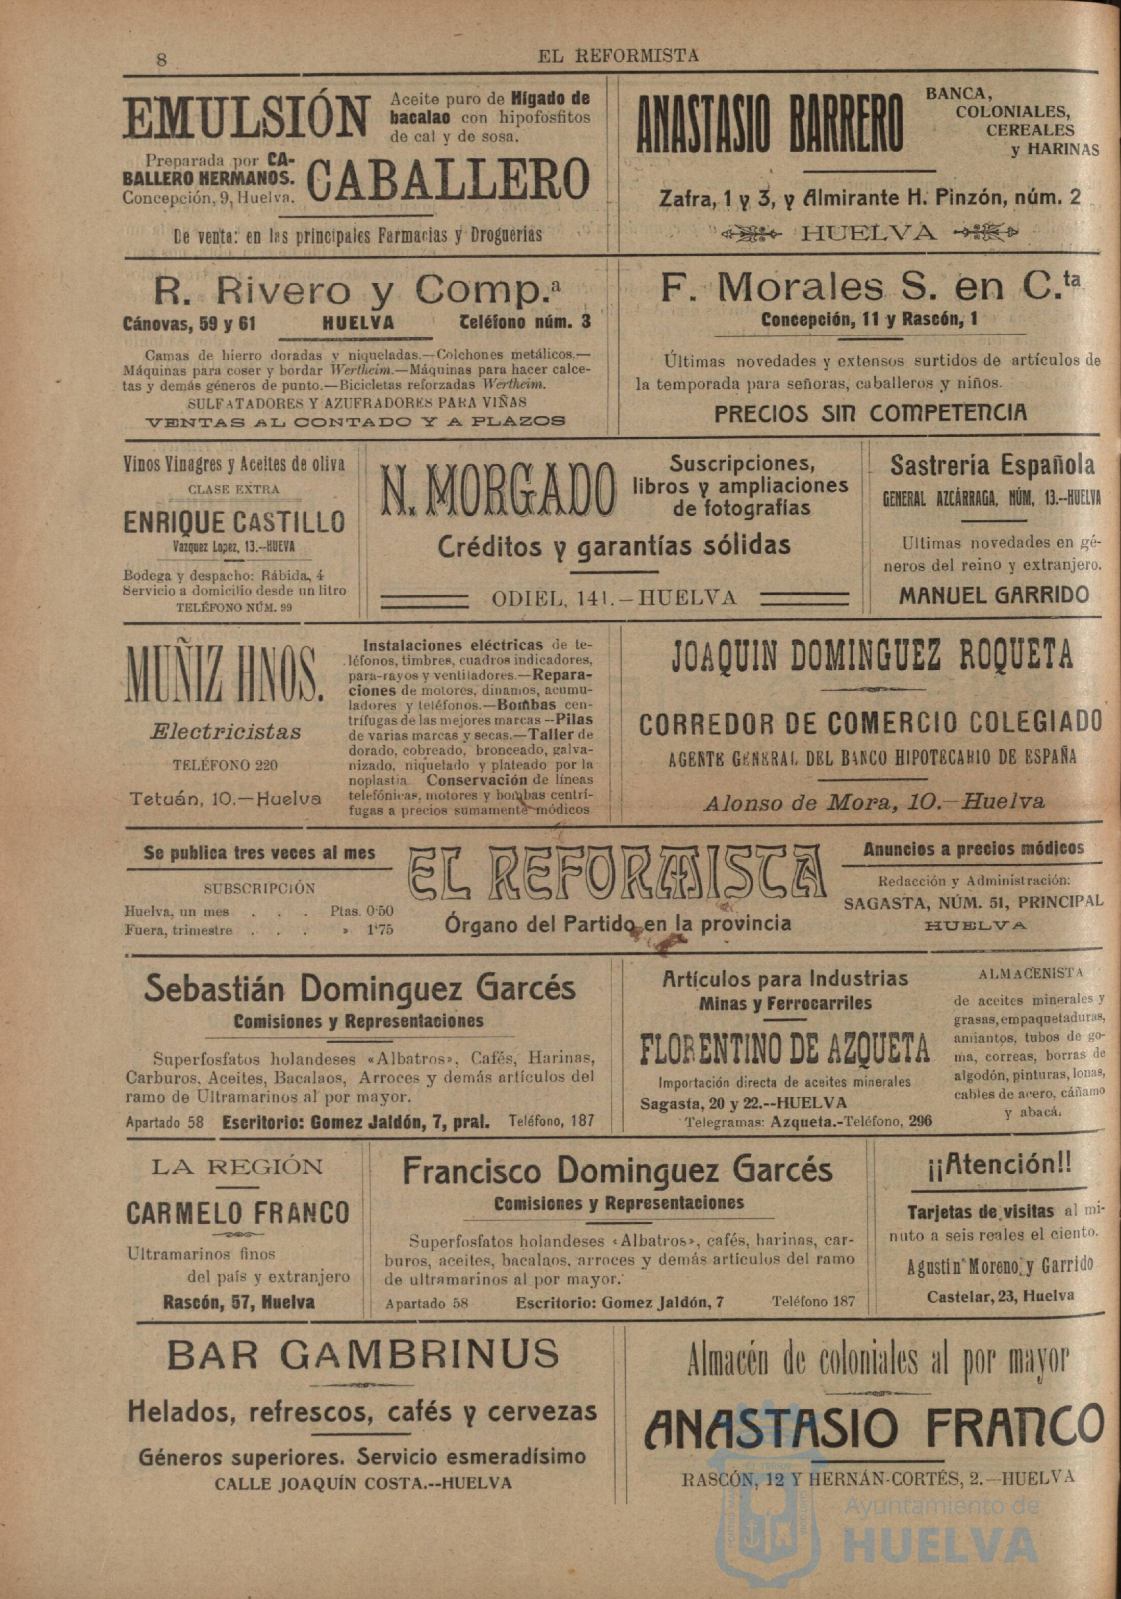 8
EL REFORMISTA
EMULSIÓN
Aceite puro de Hígado de
bacalao con hipofosfitos
de cal y de sosa.
Preparada por CA-
BALLERO HERMANOS.
Concepción, 9, Huelva.
CABALLERO
De venta: en las principales Farmacias y Droguerias
ANASTASIO BARRERO
BANCA,
COLONIALES,
CEREALES
y HARINAS
Zafra, 1 y 3, y Almirante H. Pinzón, núm. 2
HUELVA
R. Rivero y Comp.ª
Cánovas, 59 y 61 HUELVA Teléfono núm. 3
Camas de hierro doradas y niqueladas.—Colchones metálicos.—
Máquinas para coser y bordar Wertheim.—Máquinas para hacer calce-
tas y demás géneros de punto.—Bicicletas reforzadas Wertheim.
SULFATADORES Y AZUFRADORES PARA VIÑAS
VENTAS AL CONTADO Y A PLAZOS
F. Morales S. en C.ta
Concepción, 11 y Rascón, 1
Últimas novedades y extensos surtidos de artículos de
la temporada para señoras, caballeros y niños.
PRECIOS SIN COMPETENCIA
Vinos Vinagres y Aceites de oliva
CLASE EXTRA
ENRIQUE CASTILLO
Vazquez Lopez, 13.--HUEVA
Bodega y despacho: Rábida, 4
Servicio a domicilio desde un litro
TELÉFONO NÚM. 99
N. MORGADO
Suscripciones,
libros y ampliaciones
de fotografías
Créditos y garantías sólidas
ODIEL, 141.—HUELVA
Sastrería Española
GENERAL AZCÁRRAGA, NÚM, 13.--HUELVA
Ultimas novedades en gé-
neros del reino y extranjero.
MANUEL GARRIDO
MUÑIZ HNOS.
Electricistas
TELÉFONO 220
Tetuán, 10.—Huelva
Instalaciones eléctricas de te-
léfonos, timbres, cuadros indicadores,
para-rayos y ventiladores.—Repara-
ciones de motores, dinamos, acumu-
ladores y teléfonos.—Bombas cen-
trífugas de las mejores marcas—Pilas
de varias marcas y secas.—Taller de
dorado, cobreado, bronceado, galva-
nizado, niquelado y plateado por la
noplastia. Conservación de líneas
telefónicas, motores y bombas centrí-
fugas a precios sumamente módicos
JOAQUIN DOMINGUEZ ROQUETA
CORREDOR DE COMERCIO COLEGIADO
AGENTE GENERAL DEL BANCO HIPOTECARIO DE ESPAÑA
Alonso de Mora, 10.—Huelva
Se publica tres veces al mes
SUBSCRIPCIÓN
Huelva, un mes . . . Ptas. 0'50
Fuera, trimestre . . . » 1'75
EL REFORMISTA
Órgano del Partido en la provincia
Anuncios a precios módicos
Redacción y Administración:
SAGASTA, NÚM. 51, PRINCIPAL
HUELVA
Sebastián Dominguez Garcés
Comisiones y Representaciones
Superfosfatos holandeses «Albatros», Cafés, Harinas,
Carburos, Aceites, Bacalaos, Arroces y demás artículos del
ramo de Ultramarinos al por mayor.
Apartado 58 Escritorio: Gomez Jaldón, 7, pral. Teléfono, 187
Artículos para Industrias
Minas y Ferrocarriles
FLORENTINO DE AZQUETA
Importación directa de aceites minerales
Sagasta, 20 y 22.--HUELVA
Telegramas: Azqueta.-Teléfono, 296
ALMACENISTA
de aceites minerales y
grasas, empaquetaduras,
amiantos, tubos de go-
ma, correas, borras de
algodón, pinturas, lonas,
cables de acero, cáñamo
y abacá.
LA REGIÓN
CARMELO FRANCO
Ultramarinos finos
del país y extranjero
Rascón, 57, Huelva
Francisco Dominguez Garcés
Comisiones y Representaciones
Superfosfatos holandeses «Albatros», cafés, harinas, car-
buros, aceites, bacalaos, arroces y demás artículos del ramo
de ultramarinos al por mayor.
Apartado 58 Escritorio: Gomez Jaldón, 7 Teléfono 187
¡¡Atención!!
Tarjetas de visitas al mi-
nuto a seis reales el ciento.
Agustin Moreno y Garrido
Castelar, 23, Huelva
BAR GAMBRINUS
Helados, refrescos, cafés y cervezas
Géneros superiores. Servicio esmeradísimo
CALLE JOAQUÍN COSTA.--HUELVA
Almacén de coloniales al por mayor
ANASTASIO FRANCO
RASCÓN, 12 Y HERNÁN-CORTÉS, 2.—HUELVA
Ayuntamiento de
HUELVA